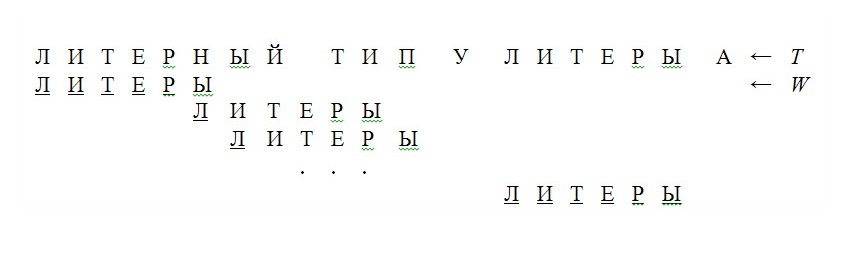 Л И Т Е Р Н Ы Й Т И П У Л И Т Е Р Ы А ← T
Л И Т Е Р Ы ← W
Л И Т Е Р Ы
Л И Т Е Р Ы
. . .
Л И Т Е Р Ы